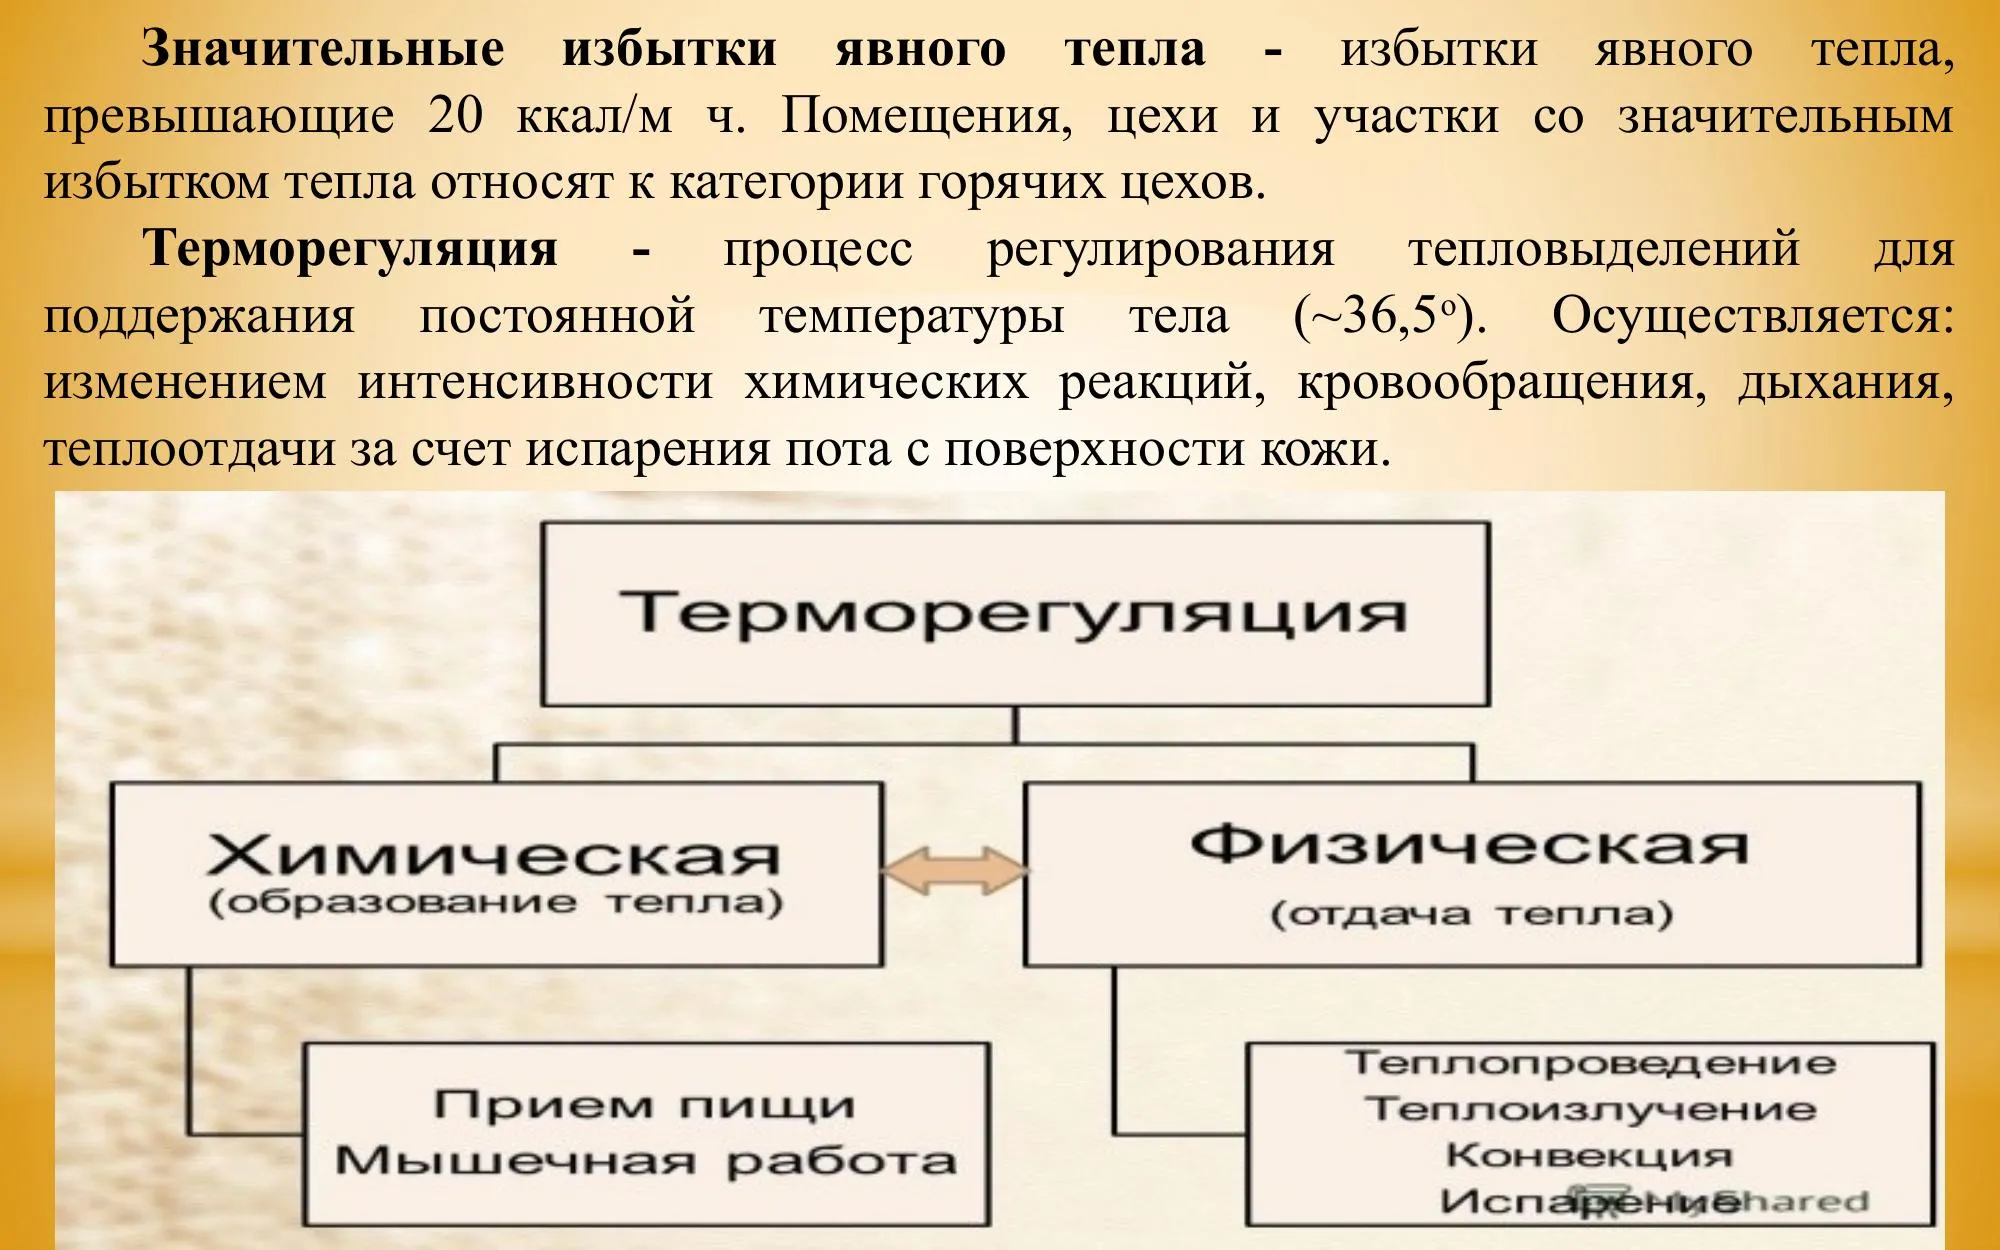 Значительные избытки явного тепла - избытки явного тепла,
превышающие 20 ккал/м ч. Помещения, цехи и участки со значительным
избытком тепла относят к категории горячих цехов.
Терморегуляция - процесс регулирования тепловыделений для
поддержания постоянной температуры тела (~36,5º). Осуществляется:
изменением интенсивности химических реакций, кровообращения, дыхания,
теплоотдачи за счет испарения пота с поверхности кожи.
Терморегуляция
Химическая
(образование тепла)
Физическая
(отдача тепла)
Прием пищи
Мышечная работа
Теплопроведение
Теплоизлучение
Конвекция
Испарение
MyShared